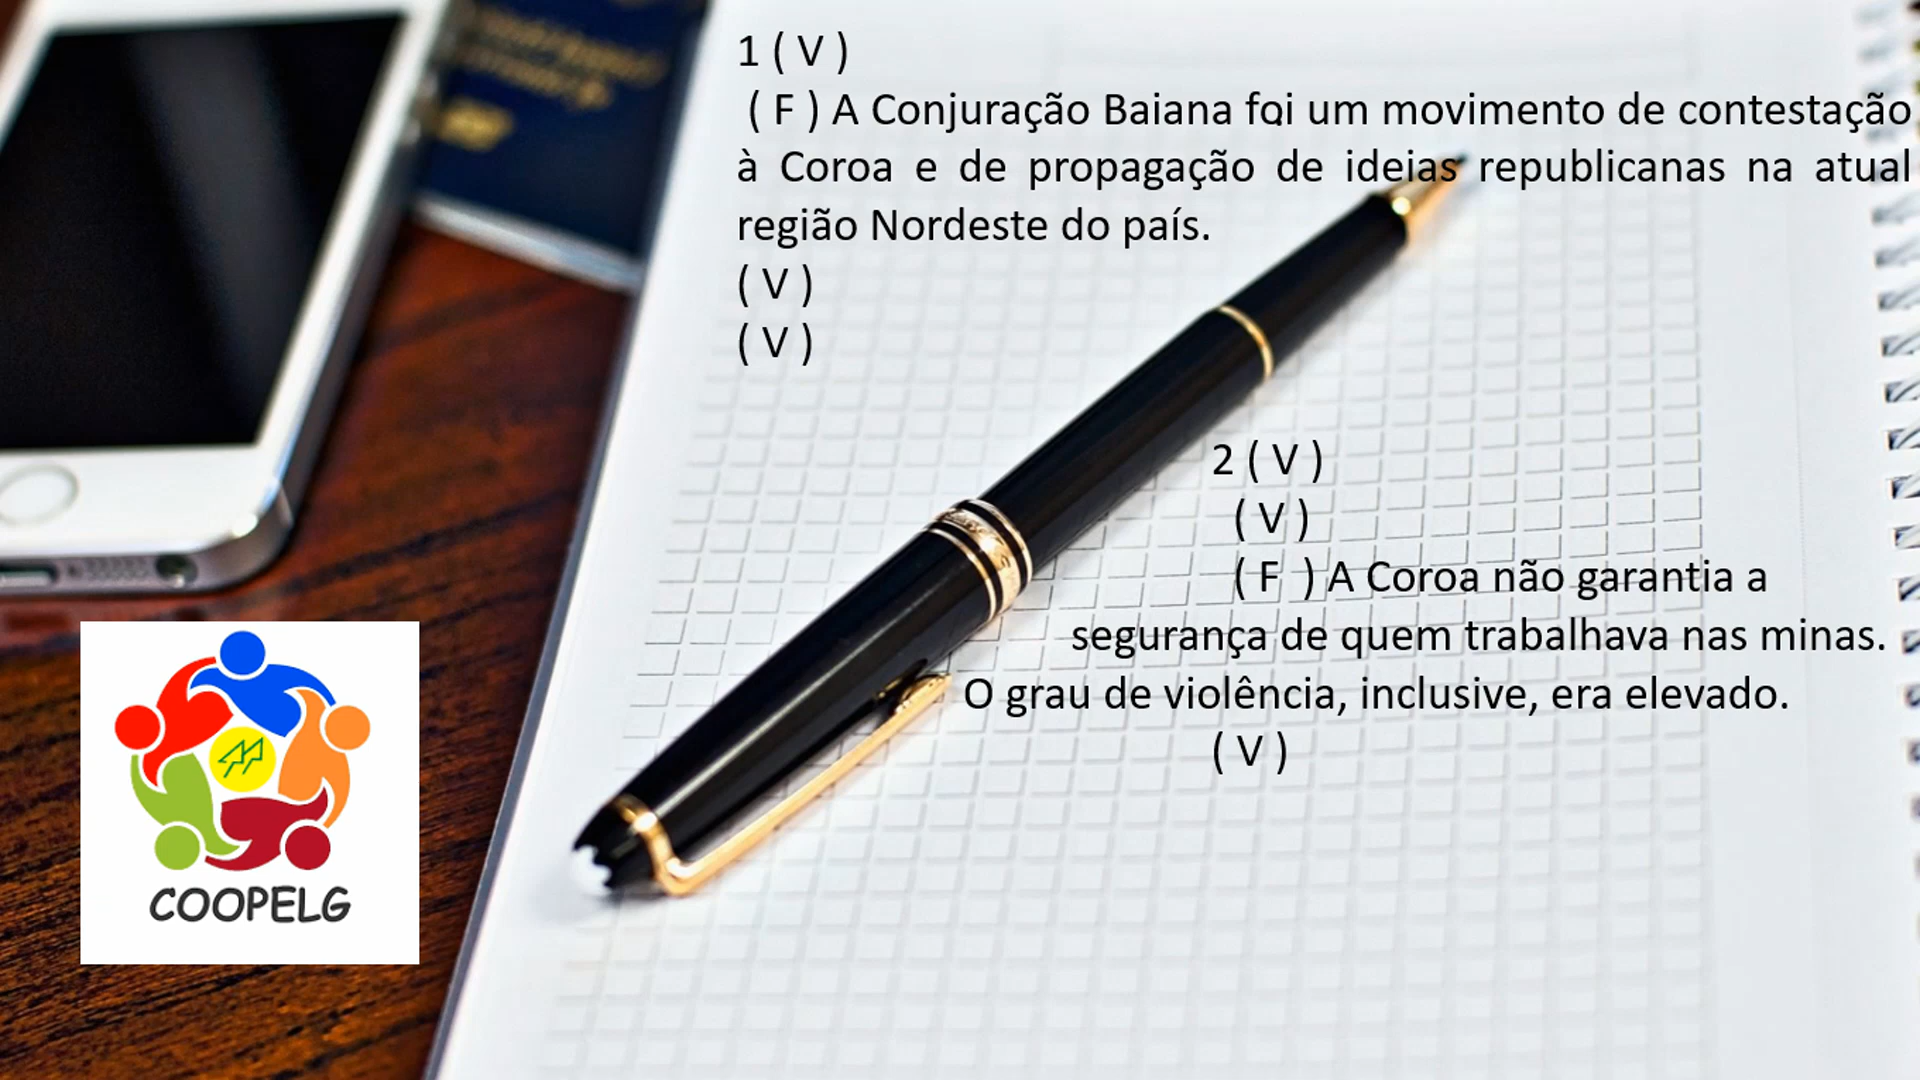 1 ( V )
( F ) A Conjuração Baiana foi um movimento de contestação
à Coroa e de propagação de ideias republicanas na atual
região Nordeste do país.
( V )
( V )
2 ( V )
( V )
( F ) A Coroa não garantia a
segurança de quem trabalhava nas minas.
O grau de violência, inclusive, era elevado.
( V )
COOPELG